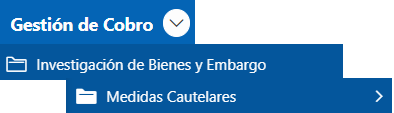 Gestión de Cobro
Investigación de Bienes y Embargo
Medidas Cautelares